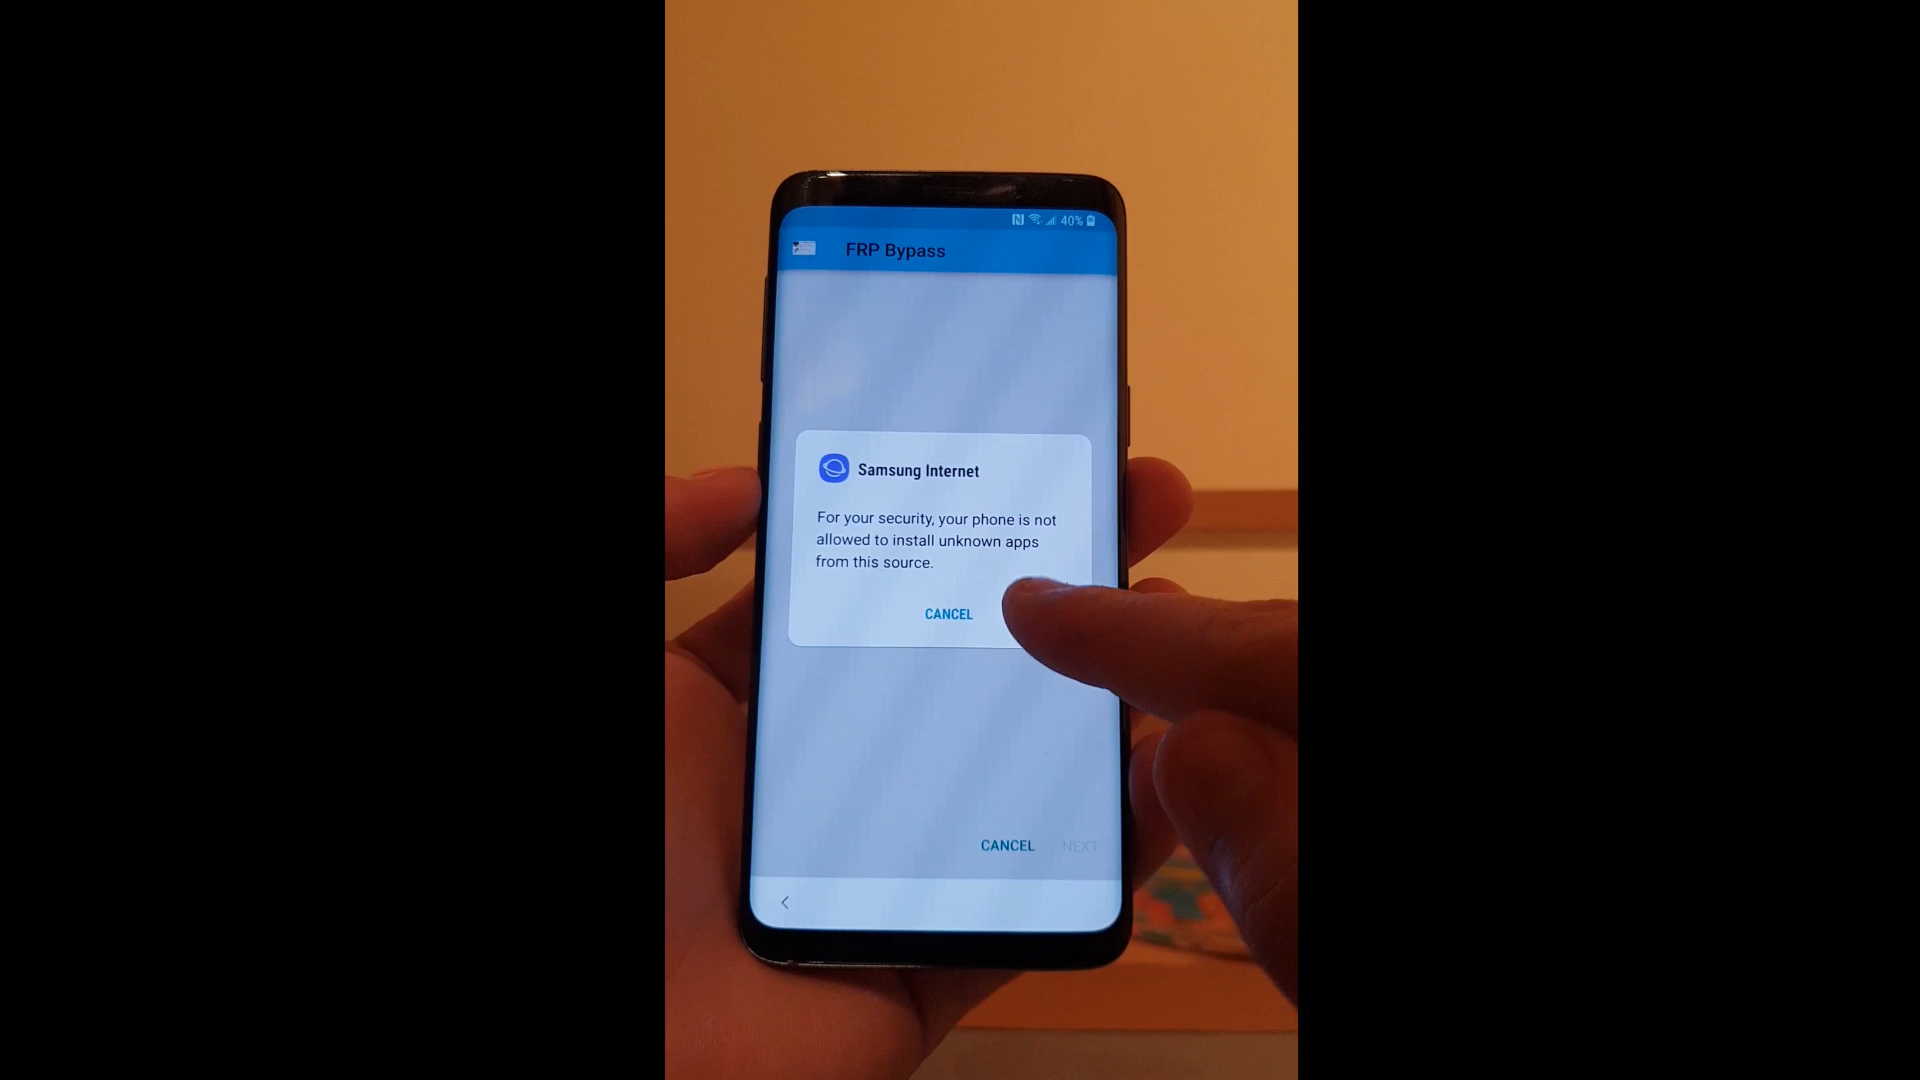 40%
FRP Bypass
Samsung Internet
For your security, your phone is not
allowed to install unknown apps
from this source.
CANCEL
CANCEL NEXT